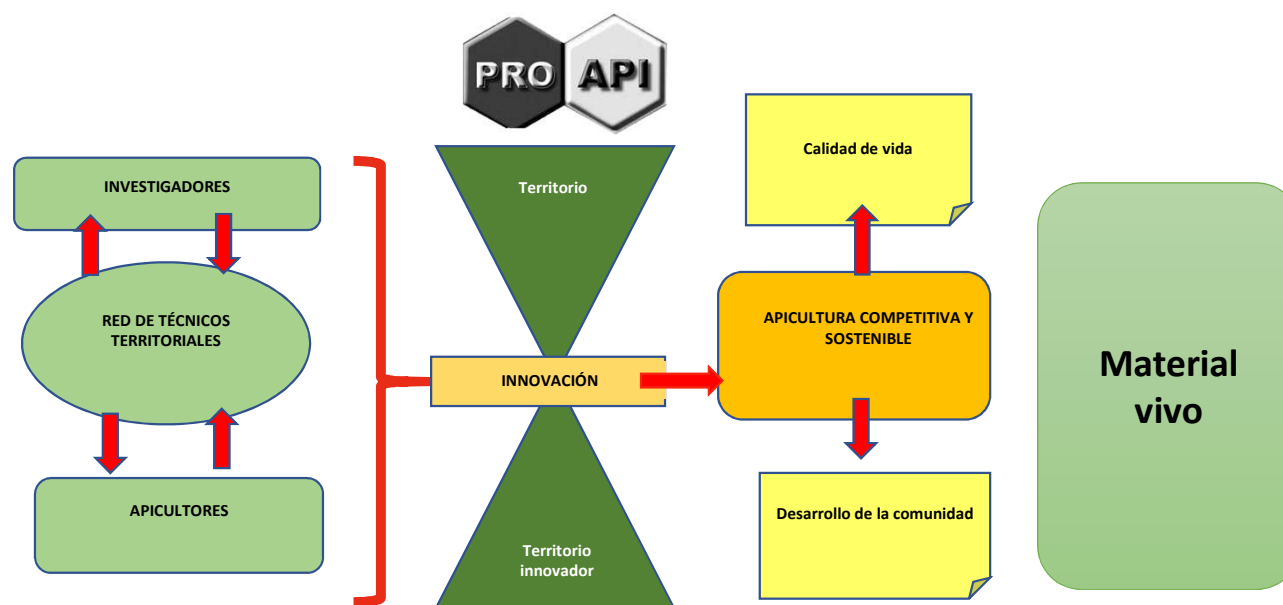 PRO API
INVESTIGADORES
RED DE TÉCNICOS
TERRITORIALES
APICULTORES
Territorio
INNOVACIÓN
Territorio
innovador
Calidad de vida
APICULTURA COMPETITIVA Y
SOSTENIBLE
Desarrollo de la comunidad
Material
vivo